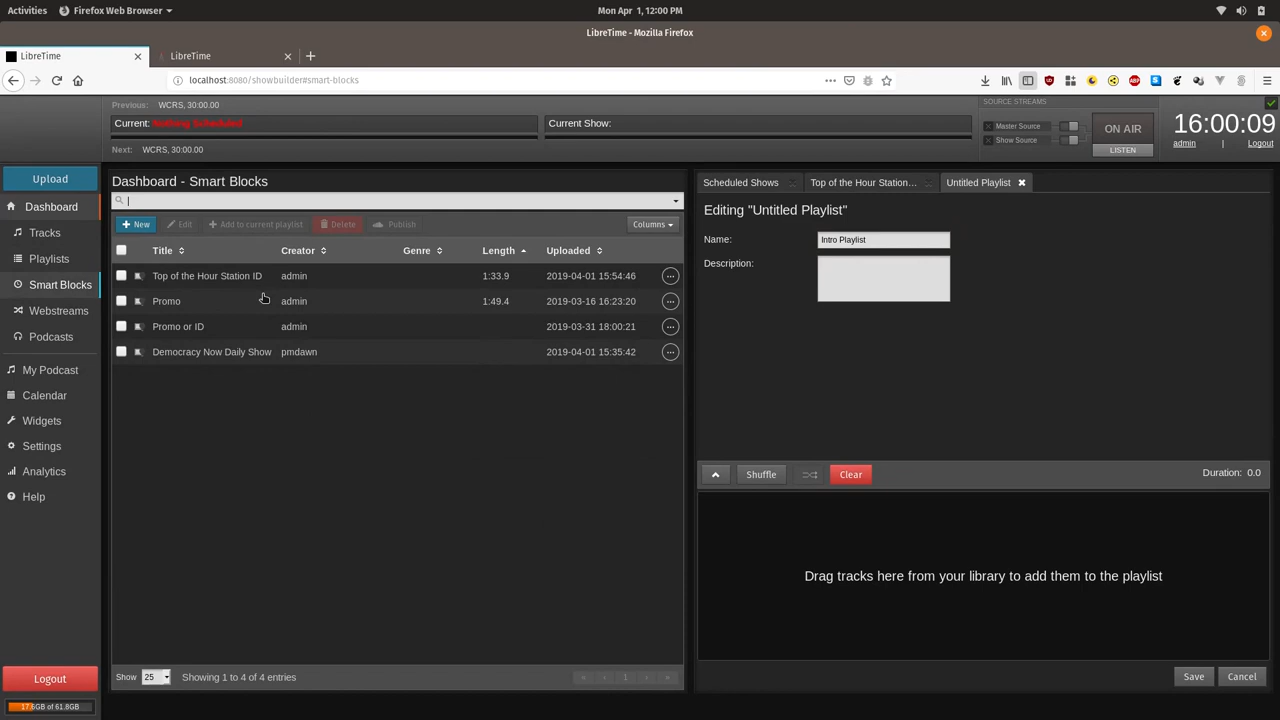 Activities Firefox Web Browser Mon Apr 1, 12:00 PM
LibreTime - Mozilla Firefox
LibreTime LibreTime
localhost:8080/showbuilder#smart-blocks
Previous: WCRS, 30:00.00
Current: Nothing Scheduled
Next: WCRS, 30:00.00
Current Show:
SOURCE STREAMS
Master Source
Show Source
ON AIR
LISTEN
16:00:09
admin | Logout
Upload
Dashboard
Tracks
Playlists
Smart Blocks
Webstreams
Podcasts
My Podcast
Calendar
Widgets
Settings
Analytics
Help
Logout
17.6GB of 61.8GB
Dashboard - Smart Blocks
New Edit Add to current playlist Delete Publish Columns
Title Creator Genre Length Uploaded
Top of the Hour Station ID admin 1:33.9 2019-04-01 15:54:46
Promo admin 1:49.4 2019-03-16 16:23:20
Promo or ID admin 2019-03-31 18:00:21
Democracy Now Daily Show pmdawn 2019-04-01 15:35:42
Show 25 Showing 1 to 4 of 4 entries « ‹ 1 › »
Scheduled Shows Top of the Hour Station... Untitled Playlist
Editing "Untitled Playlist"
Name: Intro Playlist
Description:
Shuffle Clear Duration: 0.0
Drag tracks here from your library to add them to the playlist
Save Cancel